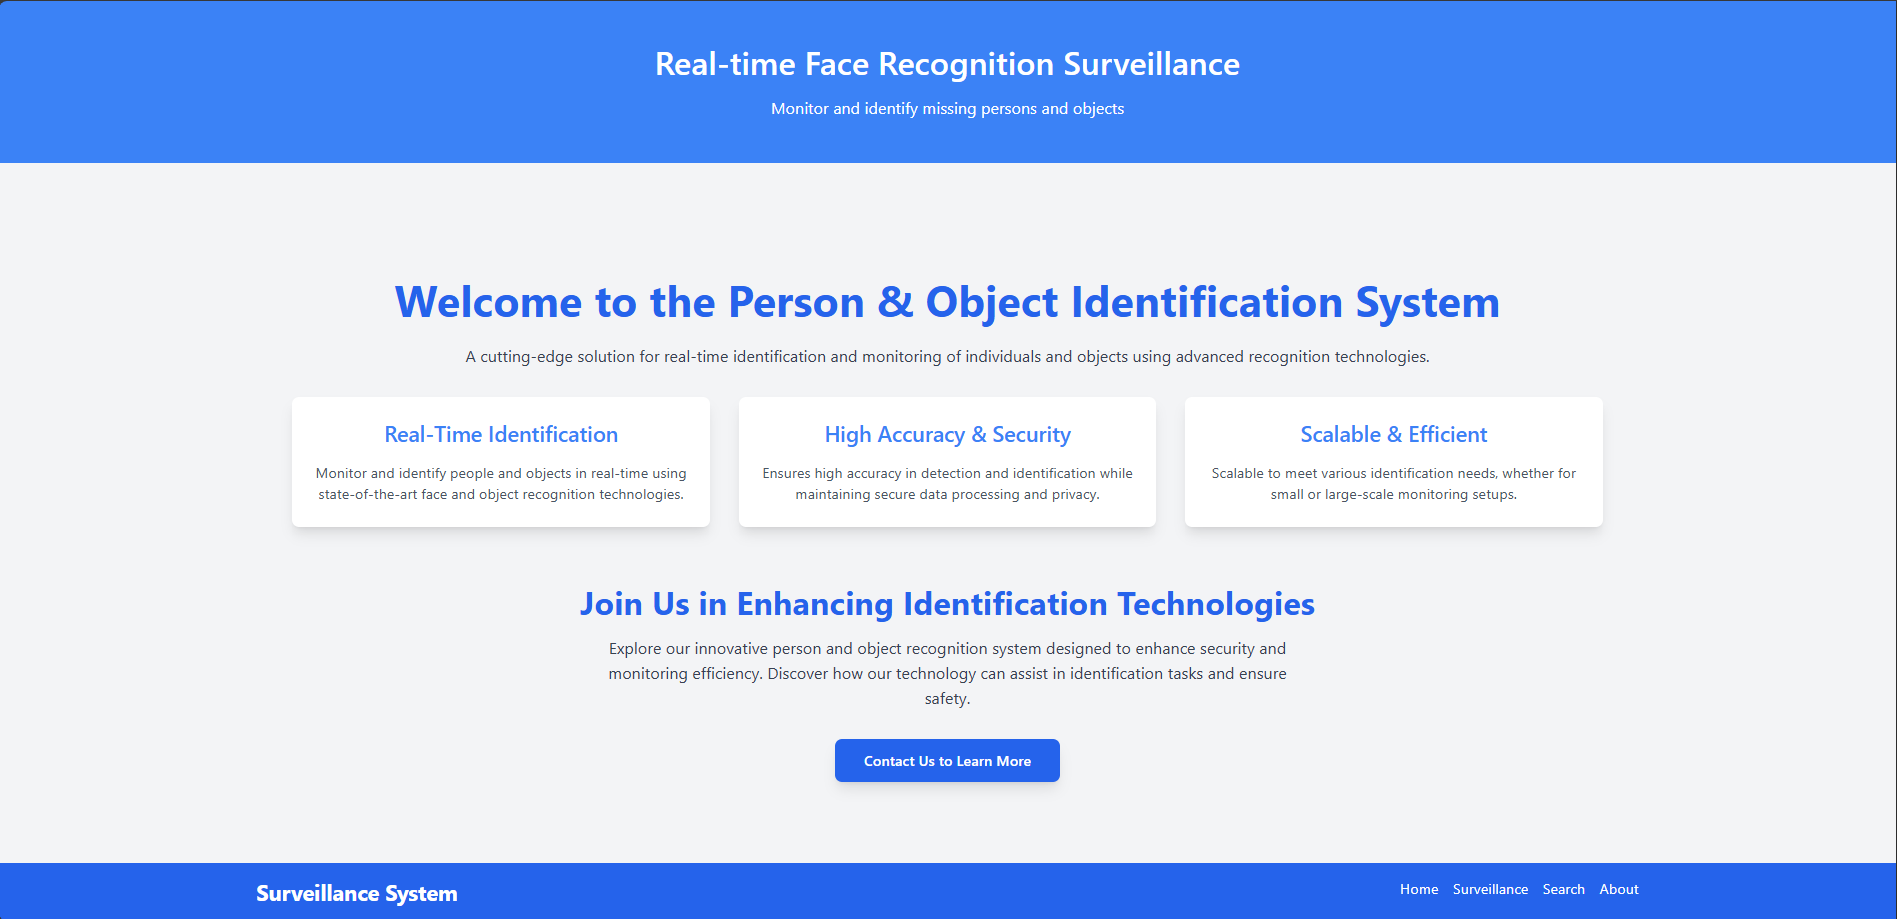 Real-time Face Recognition Surveillance
Monitor and identify missing persons and objects
Welcome to the Person & Object Identification System
A cutting-edge solution for real-time identification and monitoring of individuals and objects using advanced recognition technologies.
Real-Time Identification
Monitor and identify people and objects in real-time using
state-of-the-art face and object recognition technologies.
High Accuracy & Security
Ensures high accuracy in detection and identification while
maintaining secure data processing and privacy.
Scalable & Efficient
Scalable to meet various identification needs, whether for
small or large-scale monitoring setups.
Join Us in Enhancing Identification Technologies
Explore our innovative person and object recognition system designed to enhance security and
monitoring efficiency. Discover how our technology can assist in identification tasks and ensure
safety.
Contact Us to Learn More
Surveillance System
Home Surveillance Search About